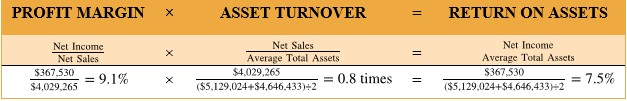 PROFIT MARGIN × ASSET TURNOVER = RETURN ON ASSETS
Net Income / Net Sales × Net Sales / Average Total Assets = Net Income / Average Total Assets
$367,530 / $4,029,265 = 9.1% × $4,029,265 / ($5,129,024+$4,646,433)÷2 = 0.8 times = $367,530 / ($5,129,024+$4,646,433)÷2 = 7.5%